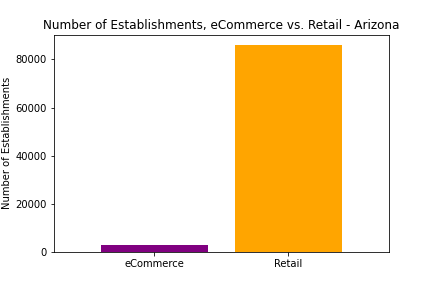 Number of Establishments, eCommerce vs. Retail - Arizona
Number of Establishments
80000
60000
40000
20000
0
eCommerce
Retail